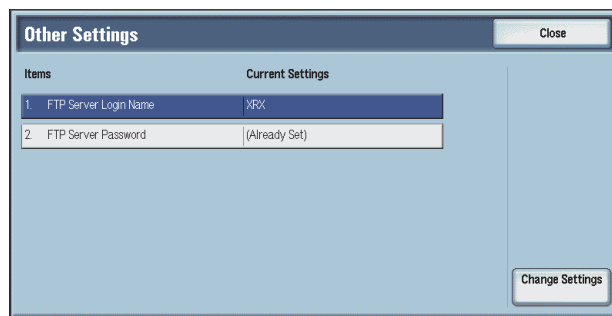 Other Settings
Close
Items Current Settings
1. FTP Server Login Name XRX
2. FTP Server Password (Already Set)
Change Settings